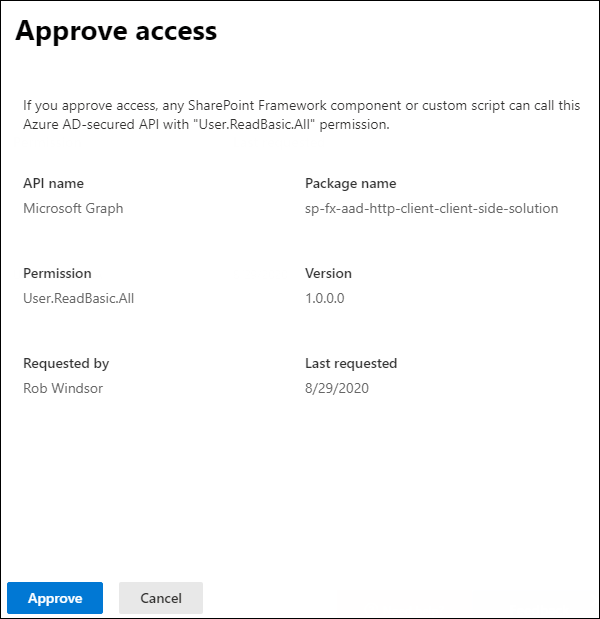 Approve access
If you approve access, any SharePoint Framework component or custom script can call this
Azure AD-secured API with "User.ReadBasic.All" permission.
API name
Package name
Microsoft Graph
sp-fx-aad-http-client-client-side-solution
Permission
Version
User.ReadBasic.All
1.0.0.0
Requested by
Last requested
Rob Windsor
8/29/2020
Approve
Cancel